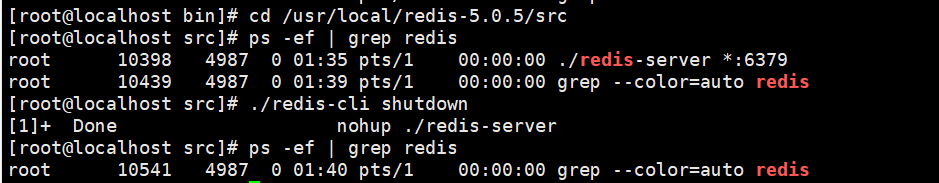 [root@localhost bin]# cd /usr/local/redis-5.0.5/src
[root@localhost src]# ps -ef | grep redis
root      10398   4987  0 01:35 pts/1    00:00:00 ./redis-server *:6379
root      10439   4987  0 01:39 pts/1    00:00:00 grep --color=auto redis
[root@localhost src]# ./redis-cli shutdown
[1]+  Done                    nohup ./redis-server
[root@localhost src]# ps -ef | grep redis
root      10541   4987  0 01:40 pts/1    00:00:00 grep --color=auto redis